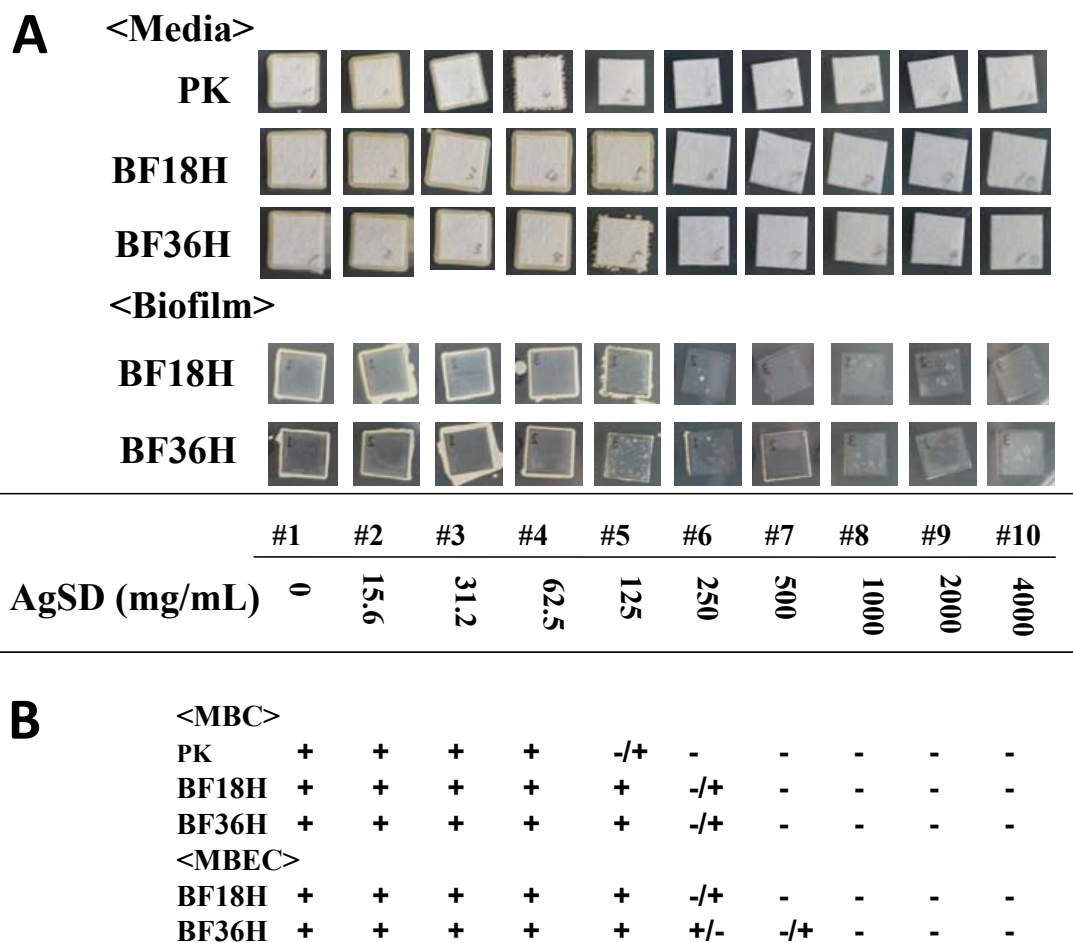 A
<Media>
PK
BF18H
BF36H
<Biofilm>
BF18H
BF36H
#1 #2 #3 #4 #5 #6 #7 #8 #9 #10
AgSD (mg/mL) 0 15.6 31.2 62.5 125 250 500 1000 2000 4000
B
<MBC>
PK + + + + -/+ - - - - -
BF18H + + + + + -/+ - - - -
BF36H + + + + + -/+ - - - -
<MBEC>
BF18H + + + + + -/+ - - - -
BF36H + + + + + +/- -/+ - - -